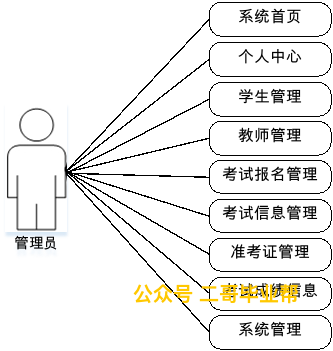 系统首页
个人中心
学生管理
教师管理
考试报名管理
考试信息管理
管理员
准考证管理
考试成绩信息
公众号 二哥毕业帮
系统管理